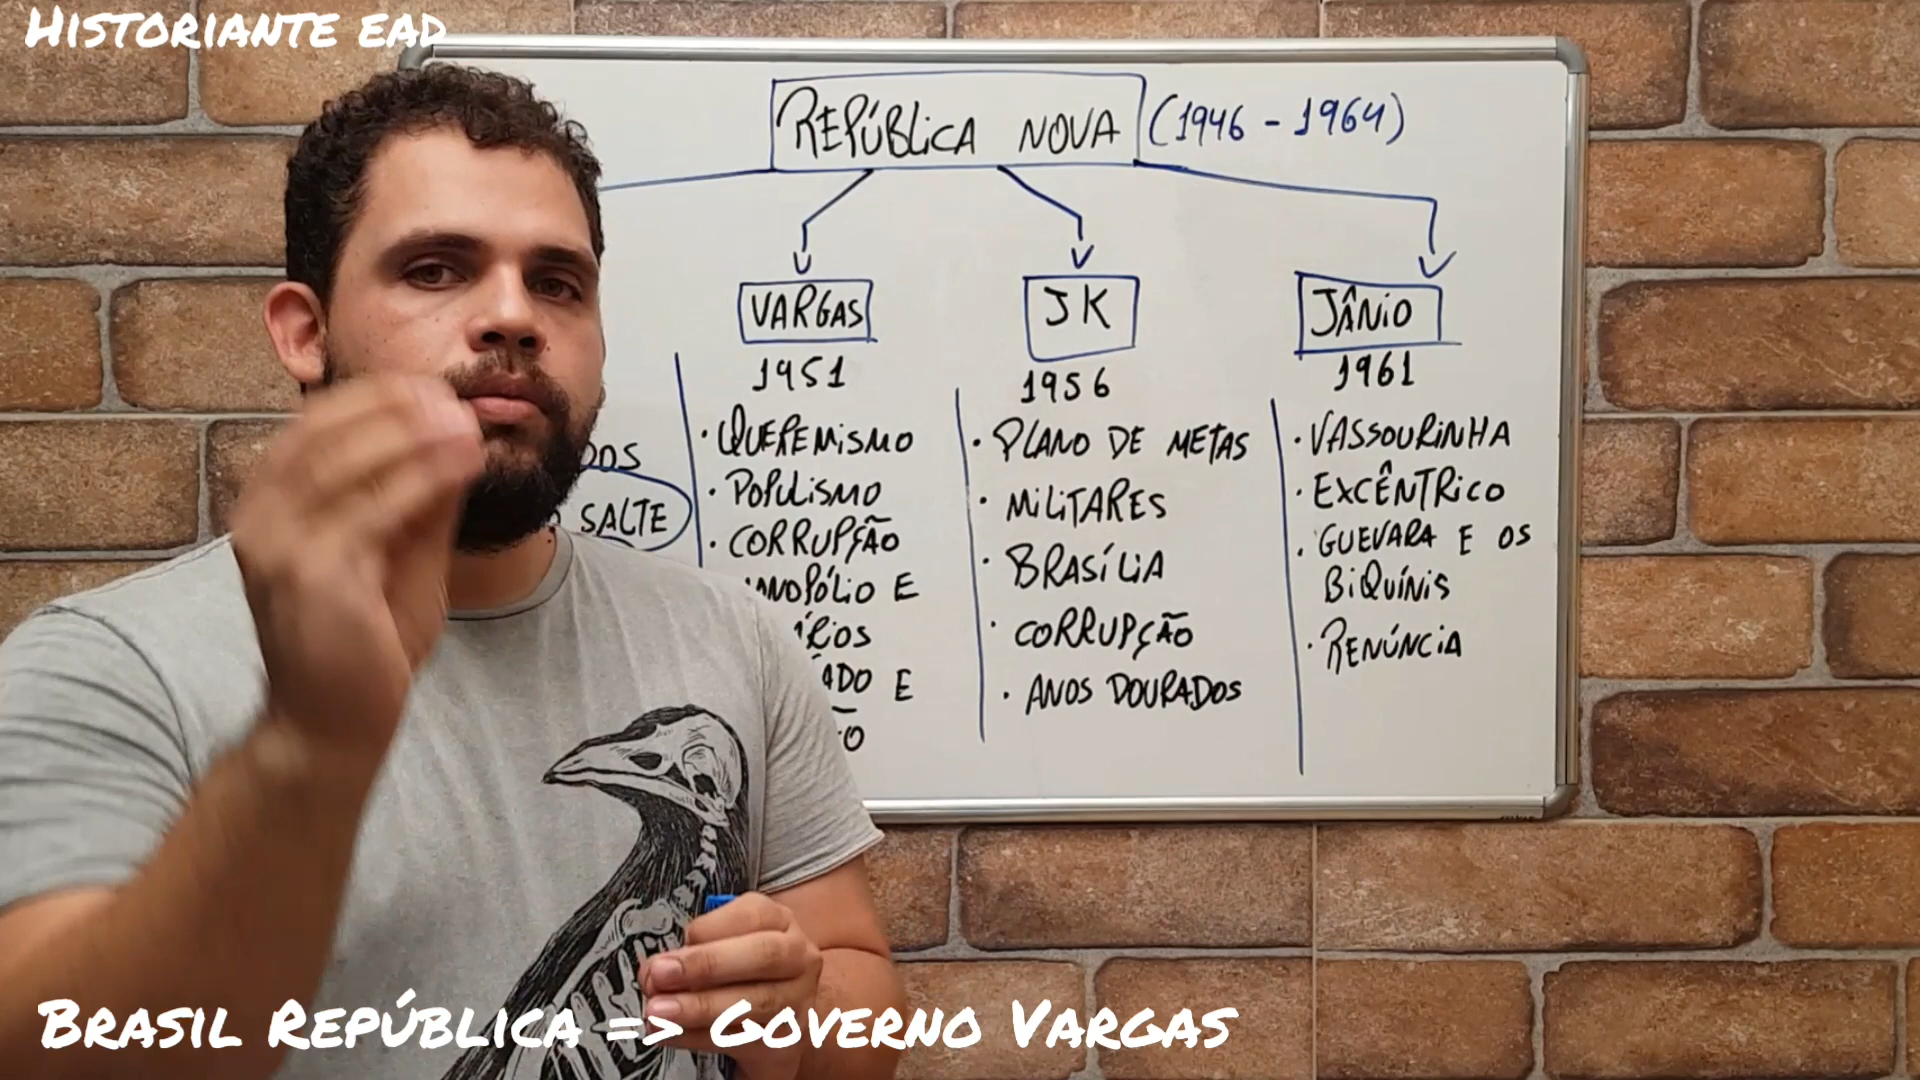 HISTORIANTE EAD
REPÚBLICA NOVA (1946 - 1964)
SALTE
VARGAS
1951
• QUEREMISMO
• POPULISMO
• CORRUPÇÃO
E
E
JK
1956
• PLANO DE METAS
• MILITARES
• BRASÍLIA
• CORRUPÇÃO
• ANOS DOURADOS
JÂNIO
1961
• VASSOURINHA
• EXCÊNTRICO
• GUEVARA E OS
BIQUÍNIS
• RENÚNCIA
BRASIL REPÚBLICA => GOVERNO VARGAS